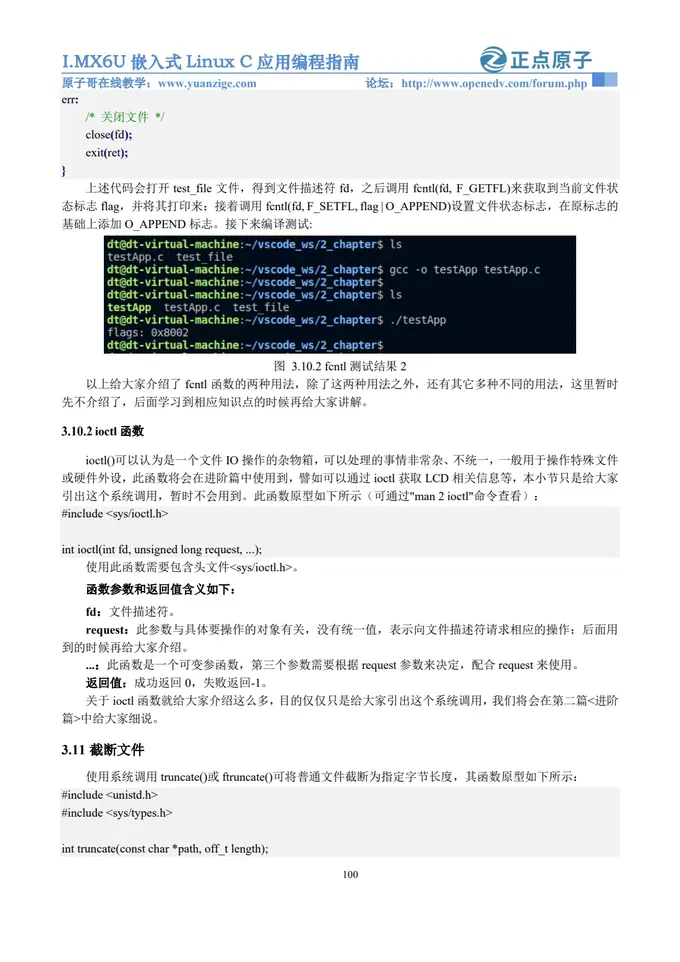 I.MX6U 嵌入式 Linux C 应用编程指南
正点原子
原子哥在线教学：www.yuanzige.com 论坛：http://www.openedv.com/forum.php
err:
/* 关闭文件 */
close(fd);
exit(ret);
}
上述代码会打开 test_file 文件，得到文件描述符 fd，之后调用 fcntl(fd, F_GETFL)来获取到当前文件状
态标志 flag，并将其打印来；接着调用 fcntl(fd, F_SETFL, flag | O_APPEND)设置文件状态标志，在原标志的
基础上添加 O_APPEND 标志。接下来编译测试:
dt@dt-virtual-machine:~/vscode_ws/2_chapter$ ls
testApp.c test_file
dt@dt-virtual-machine:~/vscode_ws/2_chapter$ gcc -o testApp testApp.c
dt@dt-virtual-machine:~/vscode_ws/2_chapter$
dt@dt-virtual-machine:~/vscode_ws/2_chapter$ ls
testApp testApp.c test_file
dt@dt-virtual-machine:~/vscode_ws/2_chapter$ ./testApp
flags: 0x8002
dt@dt-virtual-machine:~/vscode_ws/2_chapter$
图 3.10.2 fcntl 测试结果 2
以上给大家介绍了 fcntl 函数的两种用法，除了这两种用法之外，还有其它多种不同的用法，这里暂时
先不介绍了，后面学习到相应知识点的时候再给大家讲解。
3.10.2 ioctl 函数
ioctl()可以认为是一个文件 IO 操作的杂物箱，可以处理的事情非常杂、不统一，一般用于操作特殊文件
或硬件外设，此函数将会在进阶篇中使用到，譬如可以通过 ioctl 获取 LCD 相关信息等，本小节只是给大家
引出这个系统调用，暂时不会用到。此函数原型如下所示（可通过"man 2 ioctl"命令查看）：
#include <sys/ioctl.h>
int ioctl(int fd, unsigned long request, ...);
使用此函数需要包含头文件<sys/ioctl.h>。
函数参数和返回值含义如下：
fd：文件描述符。
request：此参数与具体要操作的对象有关，没有统一值，表示向文件描述符请求相应的操作；后面用
到的时候再给大家介绍。
...：此函数是一个可变参函数，第三个参数需要根据 request 参数来决定，配合 request 来使用。
返回值：成功返回 0，失败返回-1。
关于 ioctl 函数就给大家介绍这么多，目的仅仅只是给大家引出这个系统调用，我们将会在第二篇<进阶
篇>中给大家细说。
3.11 截断文件
使用系统调用 truncate()或 ftruncate()可将普通文件截断为指定字节长度，其函数原型如下所示：
#include <unistd.h>
#include <sys/types.h>
int truncate(const char *path, off_t length);
100